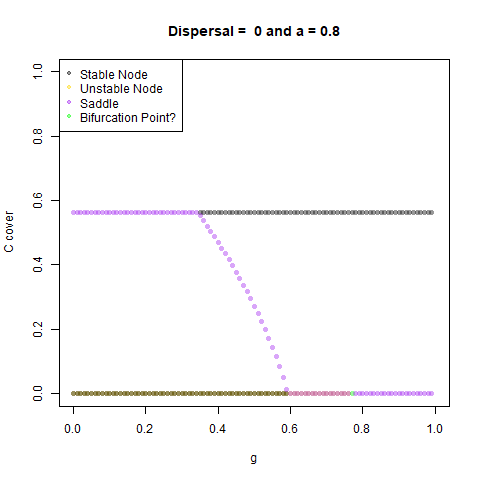 Dispersal =  0 and a = 0.8
Stable Node
Unstable Node
Saddle
Bifurcation Point?
C cover
1.0
0.8
0.6
0.4
0.2
0.0
0.0 0.2 0.4 0.6 0.8 1.0
g